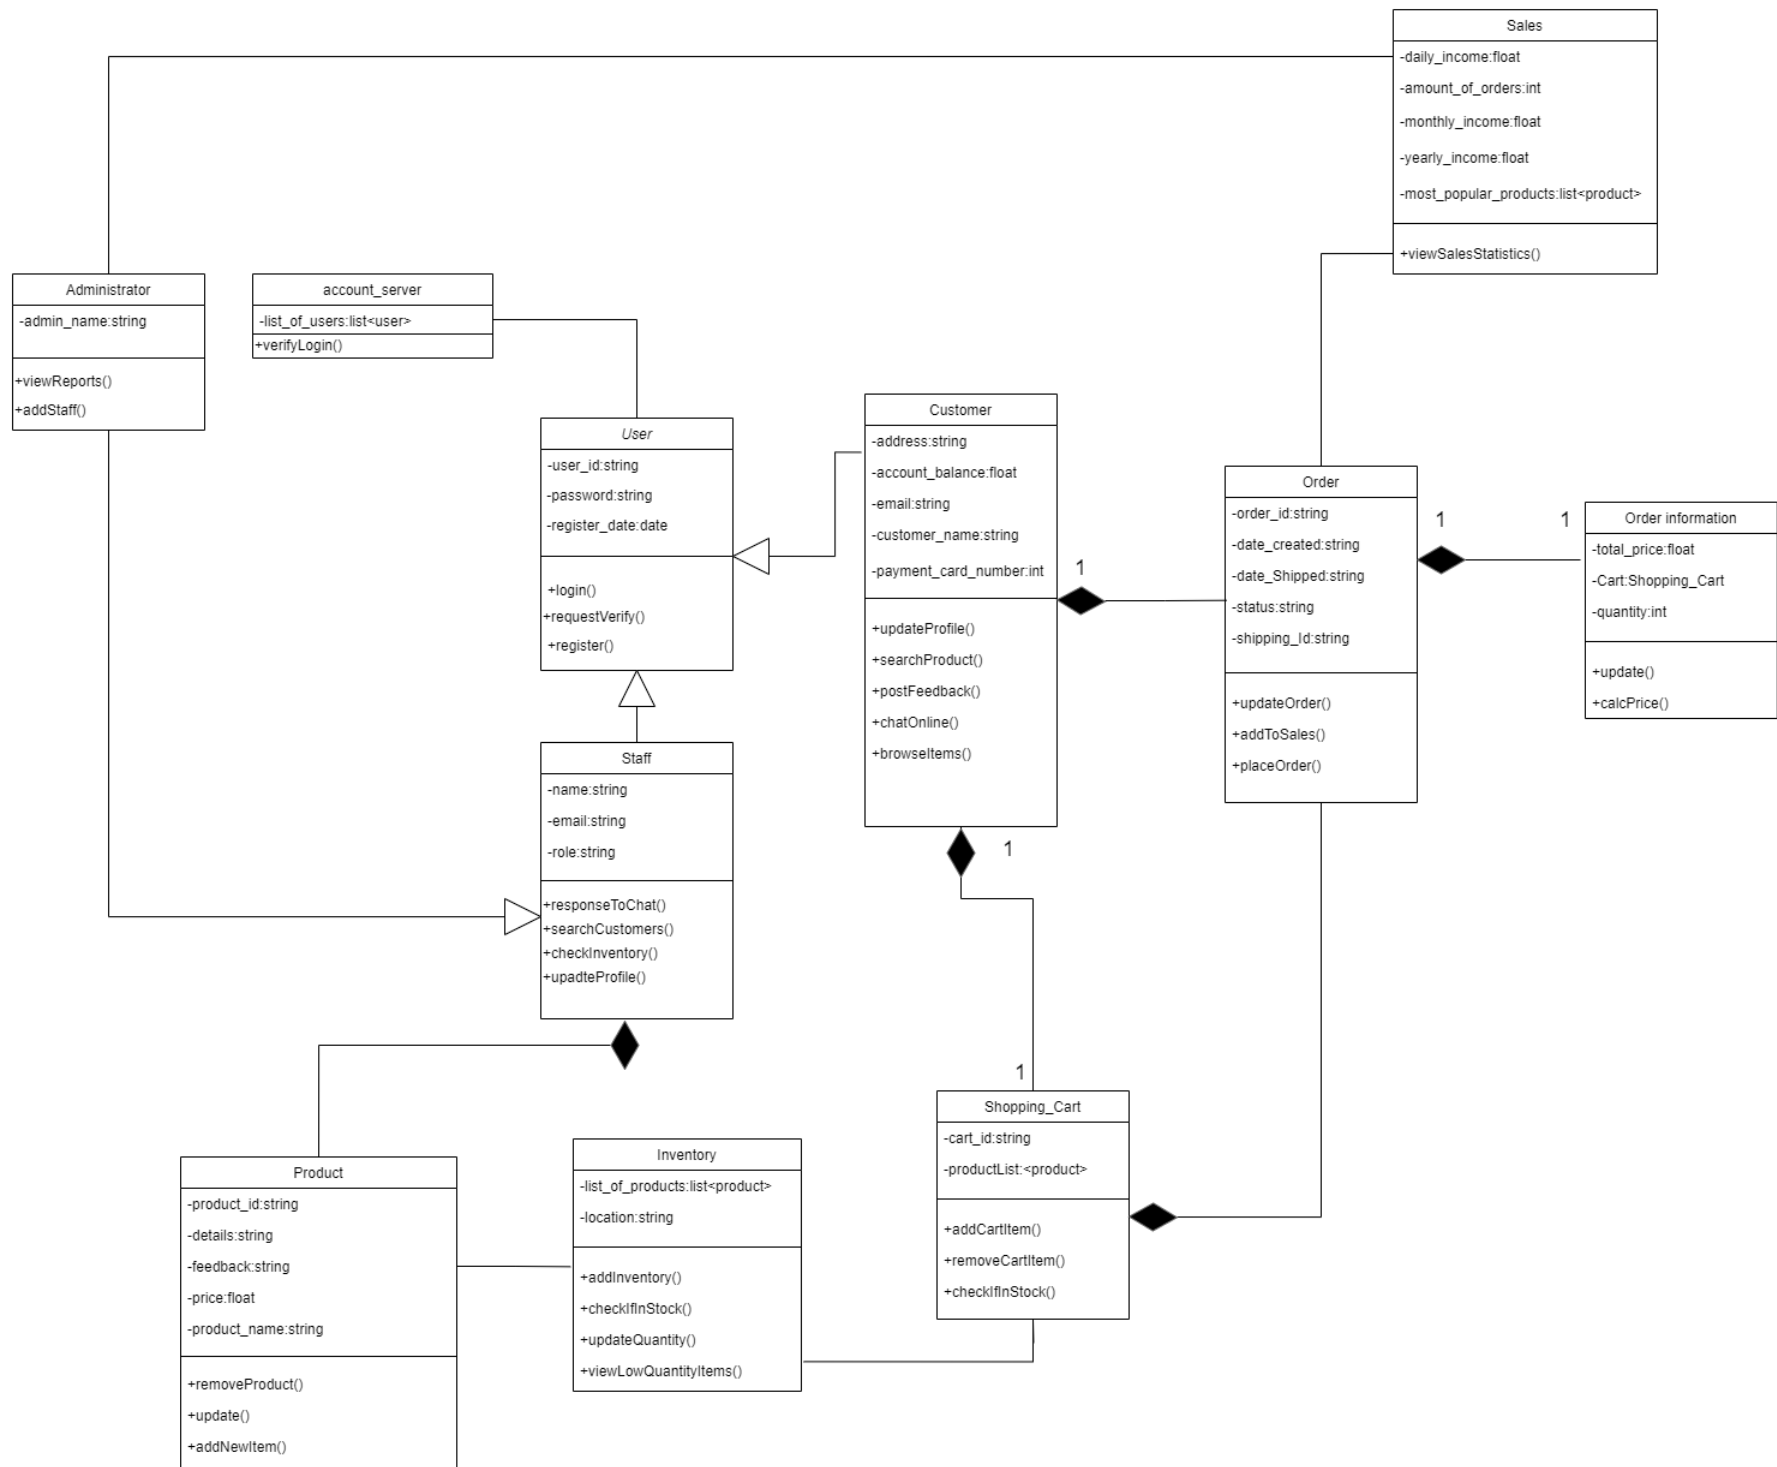 Sales
-daily_income:float
-amount_of_orders:int
-monthly_income:float
-yearly_income:float
-most_popular_products:list<product>
+viewSalesStatistics()
Administrator
-admin_name:string
+viewReports()
+addStaff()
account_server
-list_of_users:list<user>
+verifyLogin()
User
-user_id:string
-password:string
-register_date:date
+login()
+requestVerify()
+register()
Customer
-address:string
-account_balance:float
-email:string
-customer_name:string
-payment_card_number:int
+updateProfile()
+searchProduct()
+postFeedback()
+chatOnline()
+browseItems()
1
1
Order
-order_id:string
-date_created:string
-date_Shipped:string
-status:string
-shipping_Id:string
+updateOrder()
+addToSales()
+placeOrder()
1
1
Order information
-total_price:float
-Cart:Shopping_Cart
-quantity:int
+update()
+calcPrice()
Staff
-name:string
-email:string
-role:string
+responseToChat()
+searchCustomers()
+checkInventory()
+upadteProfile()
1
Shopping_Cart
-cart_id:string
-productList:<product>
+addCartItem()
+removeCartItem()
+checkIfInStock()
Product
-product_id:string
-details:string
-feedback:string
-price:float
-product_name:string
+removeProduct()
+update()
+addNewItem()
Inventory
-list_of_products:list<product>
-location:string
+addInventory()
+checkIfInStock()
+updateQuantity()
+viewLowQuantityItems()